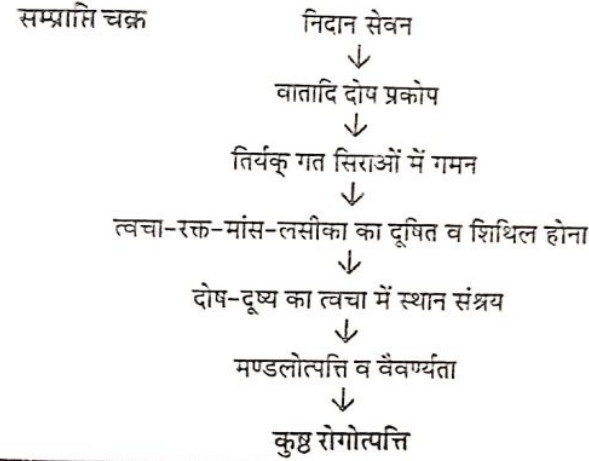 सम्प्राप्ति चक्र
निदान सेवन
↓
वातादि दोष प्रकोप
↓
तिर्यक् गत सिराओं में गमन
↓
त्वचा-रक्त-मांस-लसीका का दूषित व शिथिल होना
↓
दोष-दूष्य का त्वचा में स्थान संश्रय
↓
मण्डलोत्पत्ति व वैवर्ण्यता
↓
कुष्ठ रोगोत्पत्ति